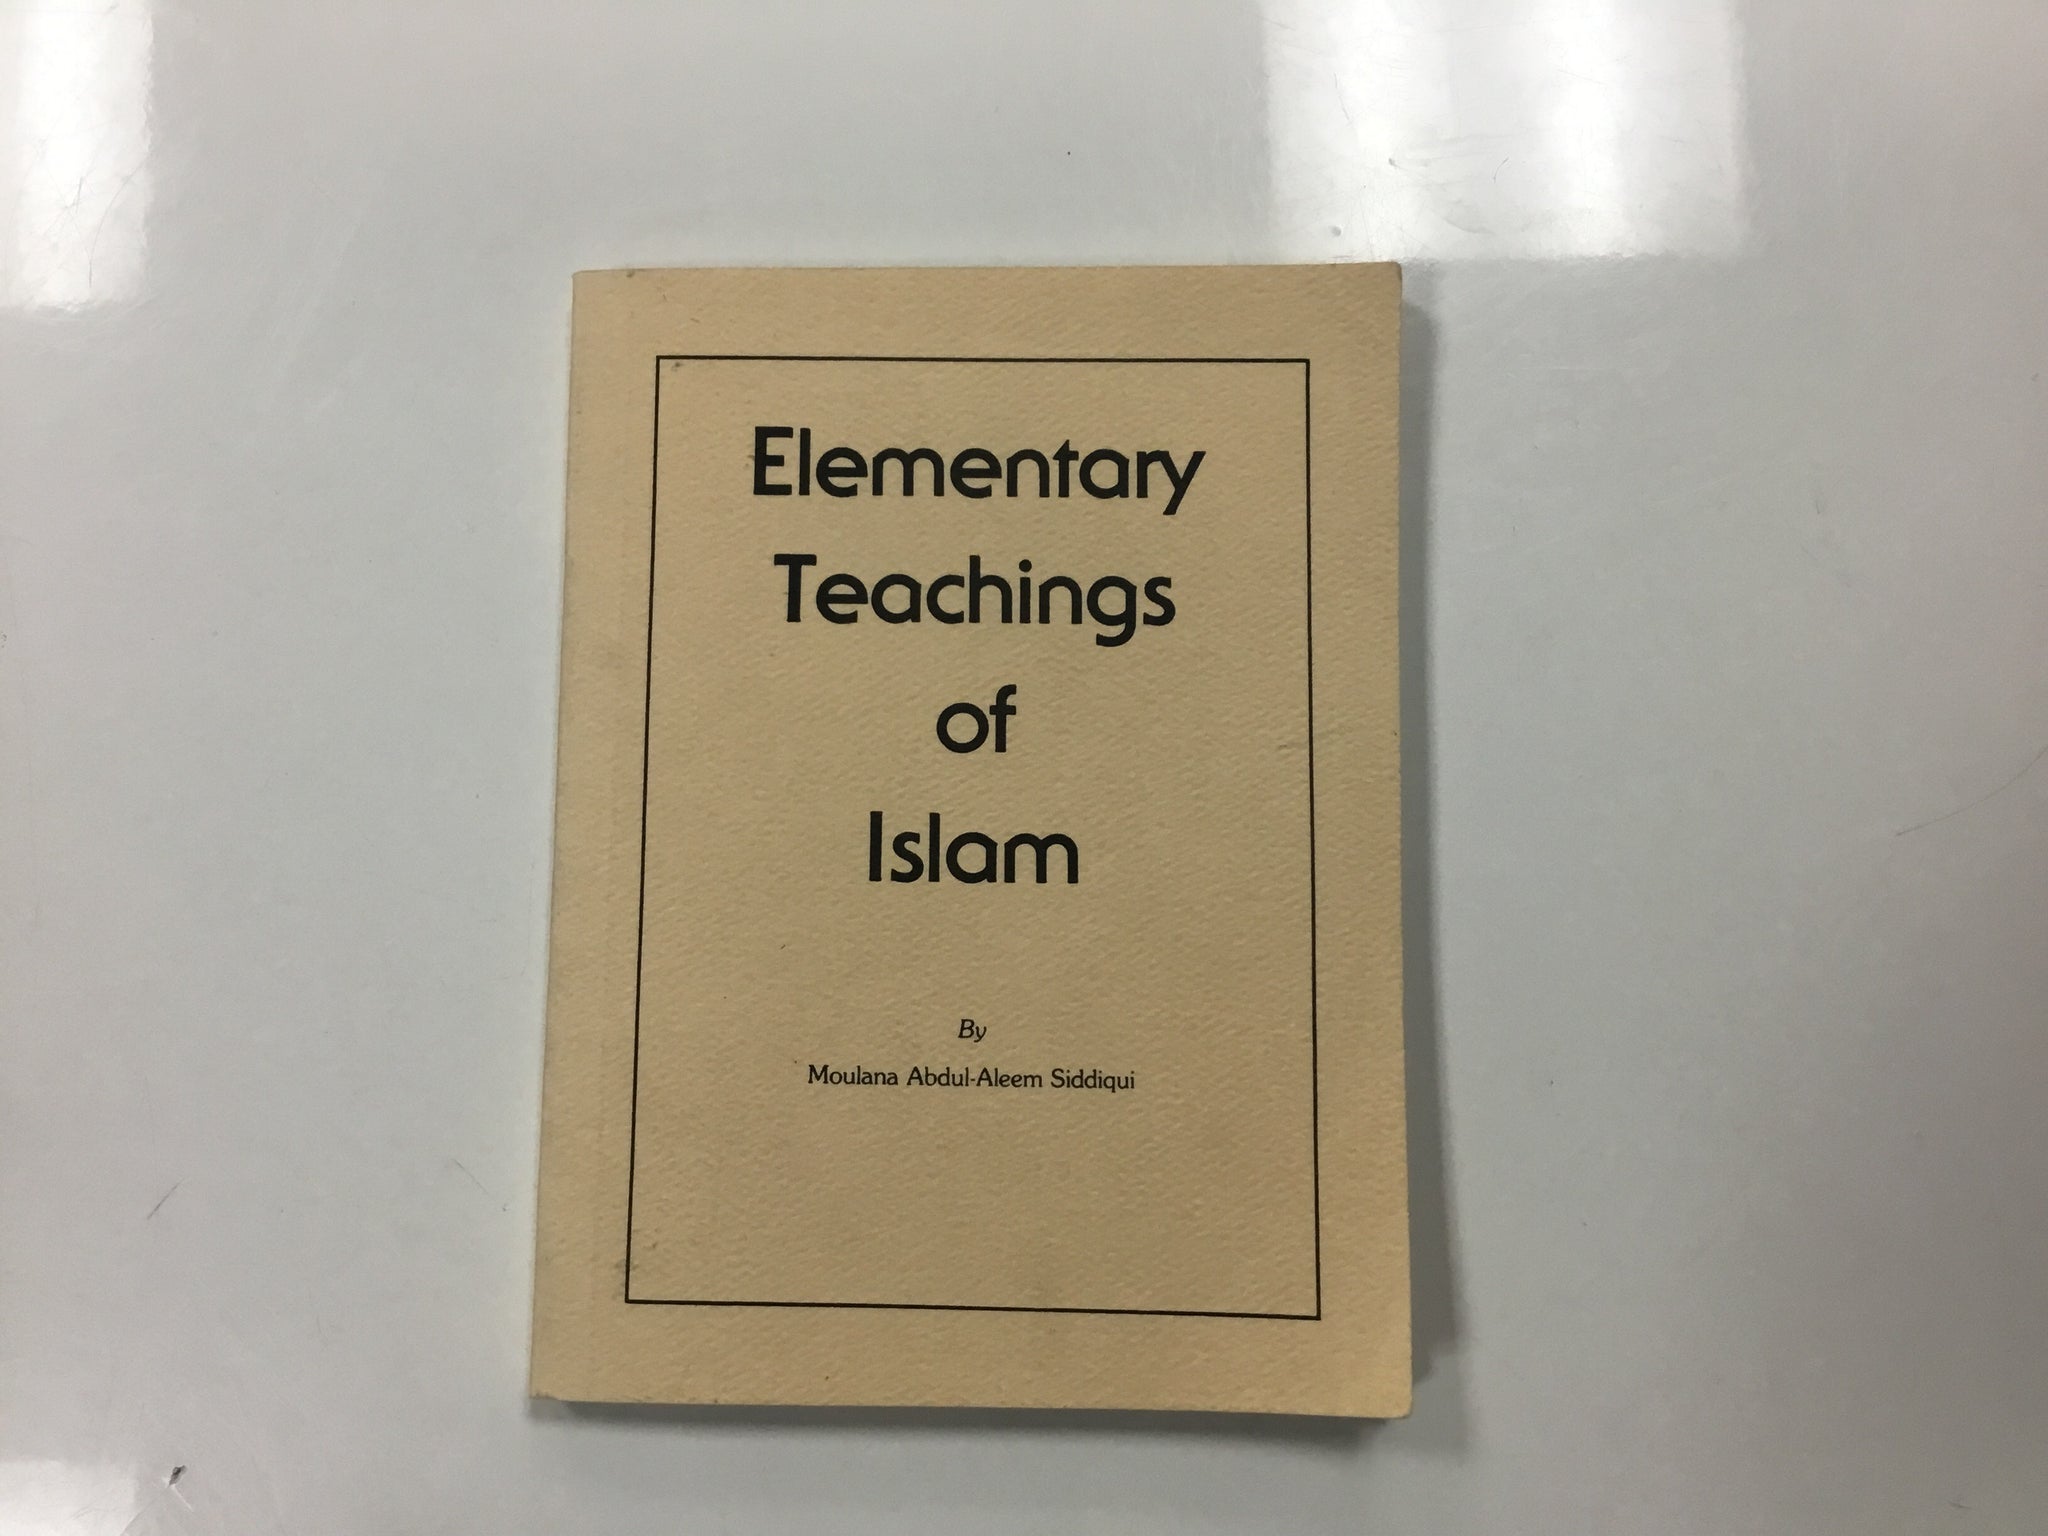 Elementary
Teachings
of
Islam
By
Moulana Abdul-Aleem Siddiqui